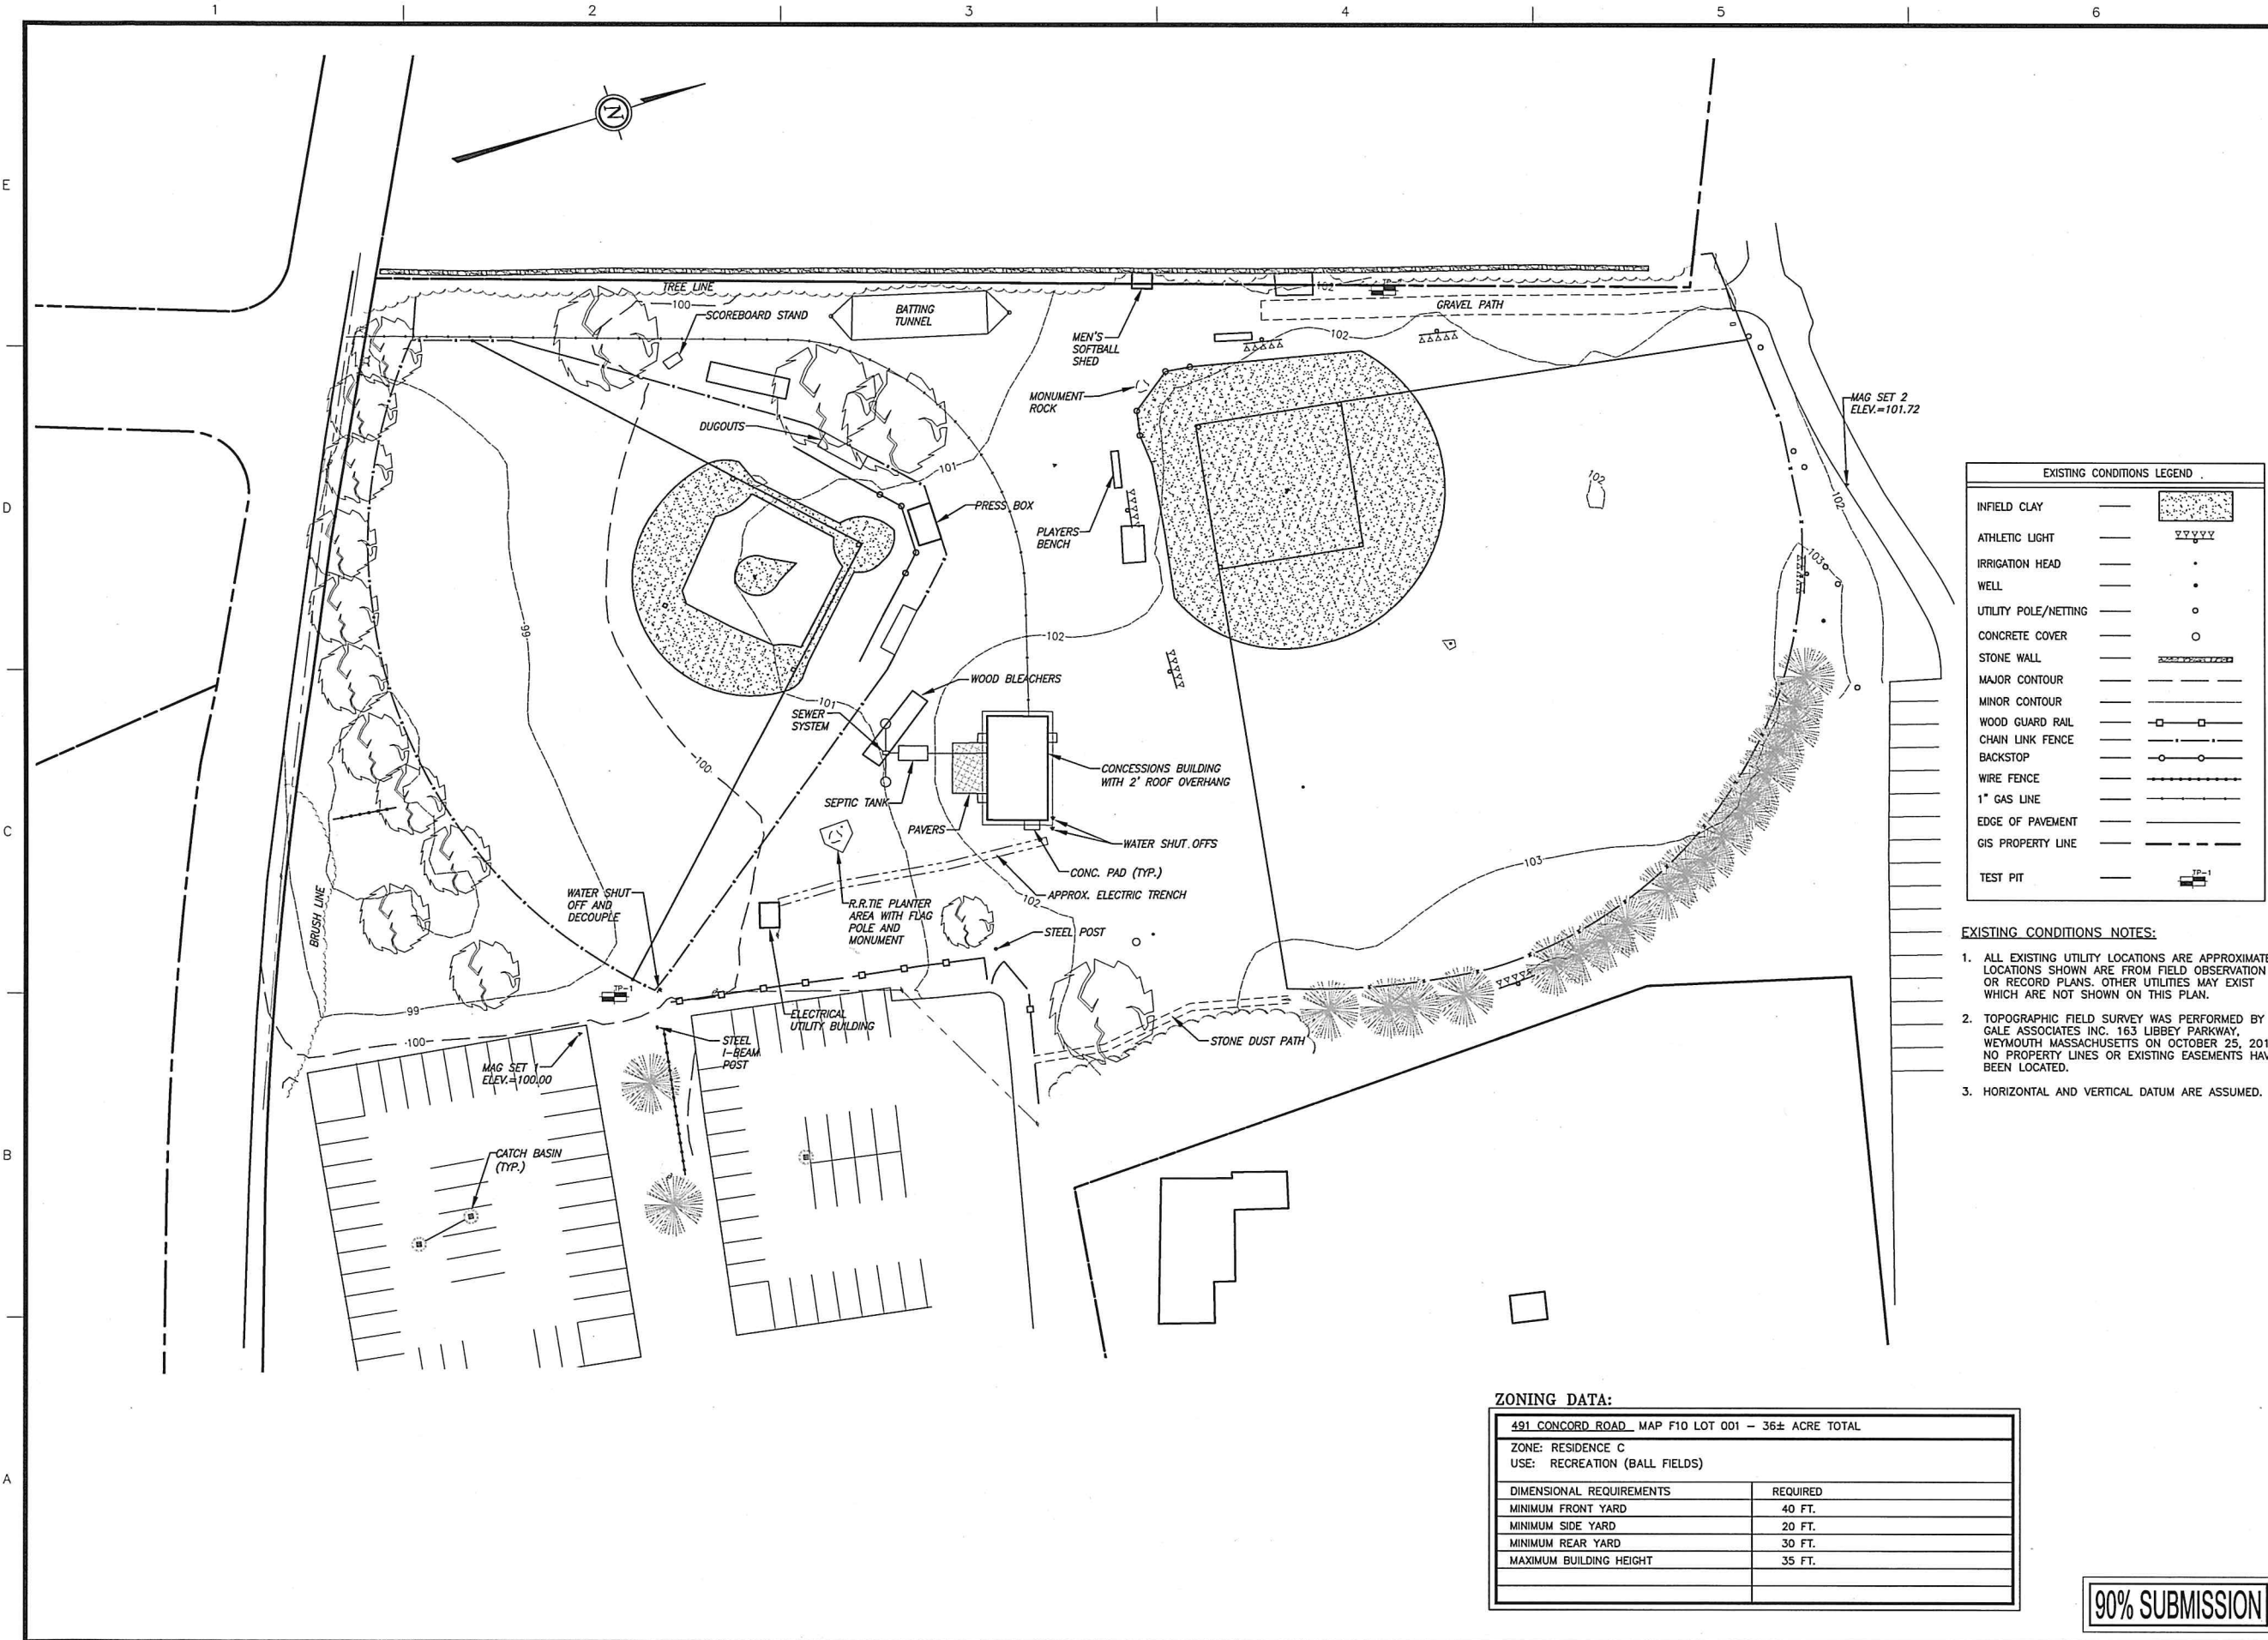 1 2 3 4 5 6
E
D
C
B
A
N
TREE LINE
100
SCOREBOARD STAND
BATTING
TUNNEL
MEN'S
SOFTBALL
SHED
102
GRAVEL PATH
102
102
MONUMENT
ROCK
DUGOUTS
101
PRESS BOX
PLAYERS
BENCH
102
MAG SET 2
ELEV.=101.72
102
103
99
102
WOOD BLEACHERS
101
SEWER
SYSTEM
100
CONCESSIONS BUILDING
WITH 2' ROOF OVERHANG
SEPTIC TANK
PAVERS
WATER SHUT OFFS
CONC. PAD (TYP.)
APPROX. ELECTRIC TRENCH
103
WATER SHUT
OFF AND
DECOUPLE
R.R.TIE PLANTER
AREA WITH FLAG
POLE AND
MONUMENT
102
STEEL POST
BRUSH LINE
TP-1
99
100
ELECTRICAL
UTILITY BUILDING
STEEL
I-BEAM
POST
STONE DUST PATH
MAG SET 1
ELEV.=100.00
CATCH BASIN
(TYP.)
EXISTING CONDITIONS LEGEND
INFIELD CLAY
ATHLETIC LIGHT
IRRIGATION HEAD
WELL
UTILITY POLE/NETTING
CONCRETE COVER
STONE WALL
MAJOR CONTOUR
MINOR CONTOUR
WOOD GUARD RAIL
CHAIN LINK FENCE
BACKSTOP
WIRE FENCE
1" GAS LINE
EDGE OF PAVEMENT
GIS PROPERTY LINE
TEST PIT TP-1
EXISTING CONDITIONS NOTES:
1. ALL EXISTING UTILITY LOCATIONS ARE APPROXIMATE
LOCATIONS SHOWN ARE FROM FIELD OBSERVATION
OR RECORD PLANS. OTHER UTILITIES MAY EXIST
WHICH ARE NOT SHOWN ON THIS PLAN.
2. TOPOGRAPHIC FIELD SURVEY WAS PERFORMED BY
GALE ASSOCIATES INC. 163 LIBBEY PARKWAY,
WEYMOUTH MASSACHUSETTS ON OCTOBER 25, 201
NO PROPERTY LINES OR EXISTING EASEMENTS HAV
BEEN LOCATED.
3. HORIZONTAL AND VERTICAL DATUM ARE ASSUMED.
ZONING DATA:
491 CONCORD ROAD MAP F10 LOT 001 – 36± ACRE TOTAL
ZONE: RESIDENCE C
USE: RECREATION (BALL FIELDS)
DIMENSIONAL REQUIREMENTS REQUIRED
MINIMUM FRONT YARD 40 FT.
MINIMUM SIDE YARD 20 FT.
MINIMUM REAR YARD 30 FT.
MAXIMUM BUILDING HEIGHT 35 FT.
90% SUBMISSION